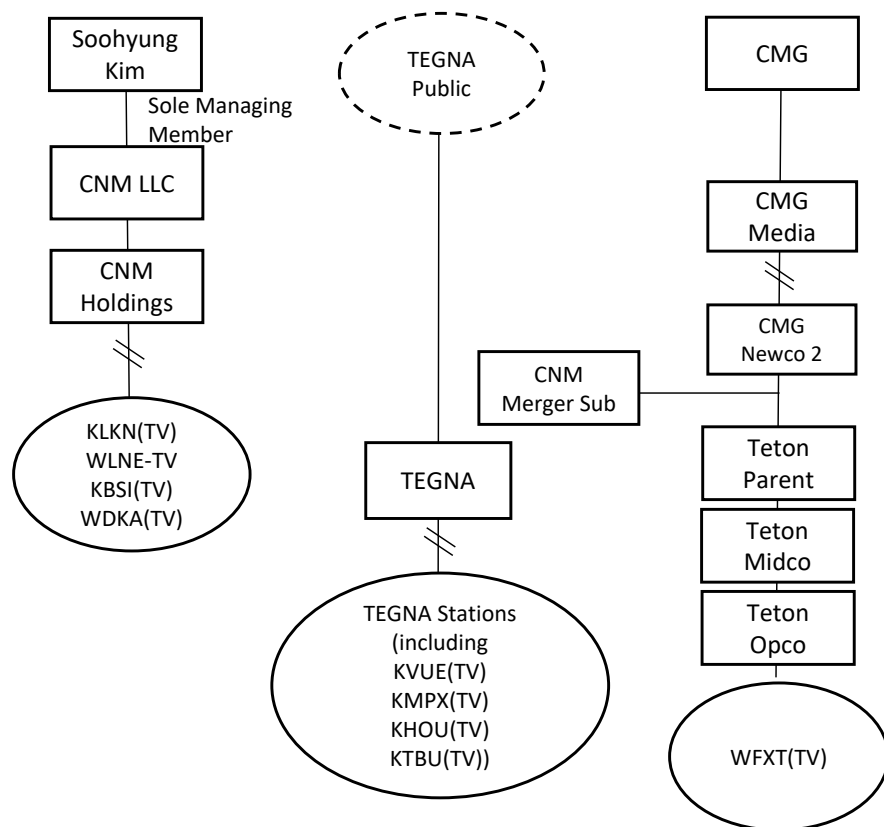 Soohyung
Kim
Sole Managing
Member
CNM LLC
CNM
Holdings
KLKN(TV)
WLNE-TV
KBSI(TV)
WDKA(TV)
TEGNA
Public
TEGNA
TEGNA Stations
(including
KVUE(TV)
KMPX(TV)
KHOU(TV)
KTBU(TV))
CMG
CMG
Media
CMG
Newco 2
CNM
Merger Sub
Teton
Parent
Teton
Midco
Teton
Opco
WFXT(TV)